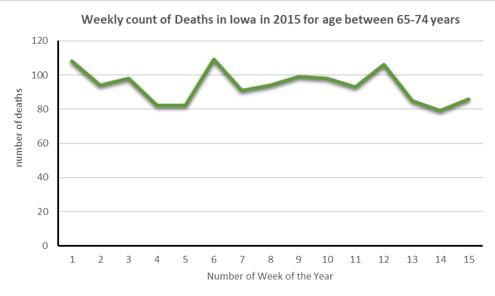 Weekly count of Deaths in Iowa in 2015 for age between 65-74 years
120
100
80
60
40
20
0
number of deaths
1 2 3 4 5 6 7 8 9 10 11 12 13 14 15
Number of Week of the Year